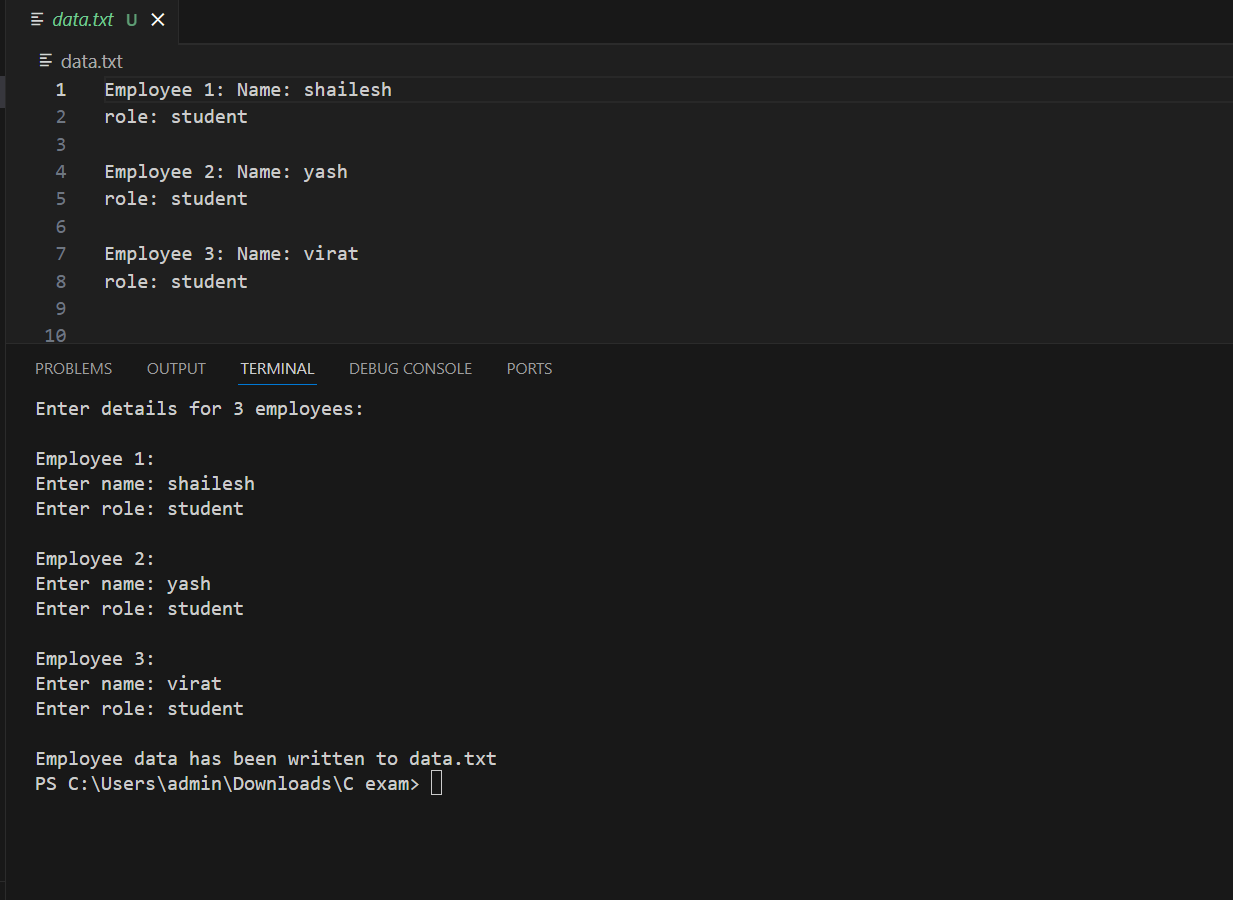 data.txt U
data.txt
1 Employee 1: Name: shailesh
2 role: student
3
4 Employee 2: Name: yash
5 role: student
6
7 Employee 3: Name: virat
8 role: student
9
10
PROBLEMS OUTPUT TERMINAL DEBUG CONSOLE PORTS
Enter details for 3 employees:
Employee 1:
Enter name: shailesh
Enter role: student
Employee 2:
Enter name: yash
Enter role: student
Employee 3:
Enter name: virat
Enter role: student
Employee data has been written to data.txt
PS C:\Users\admin\Downloads\C exam>